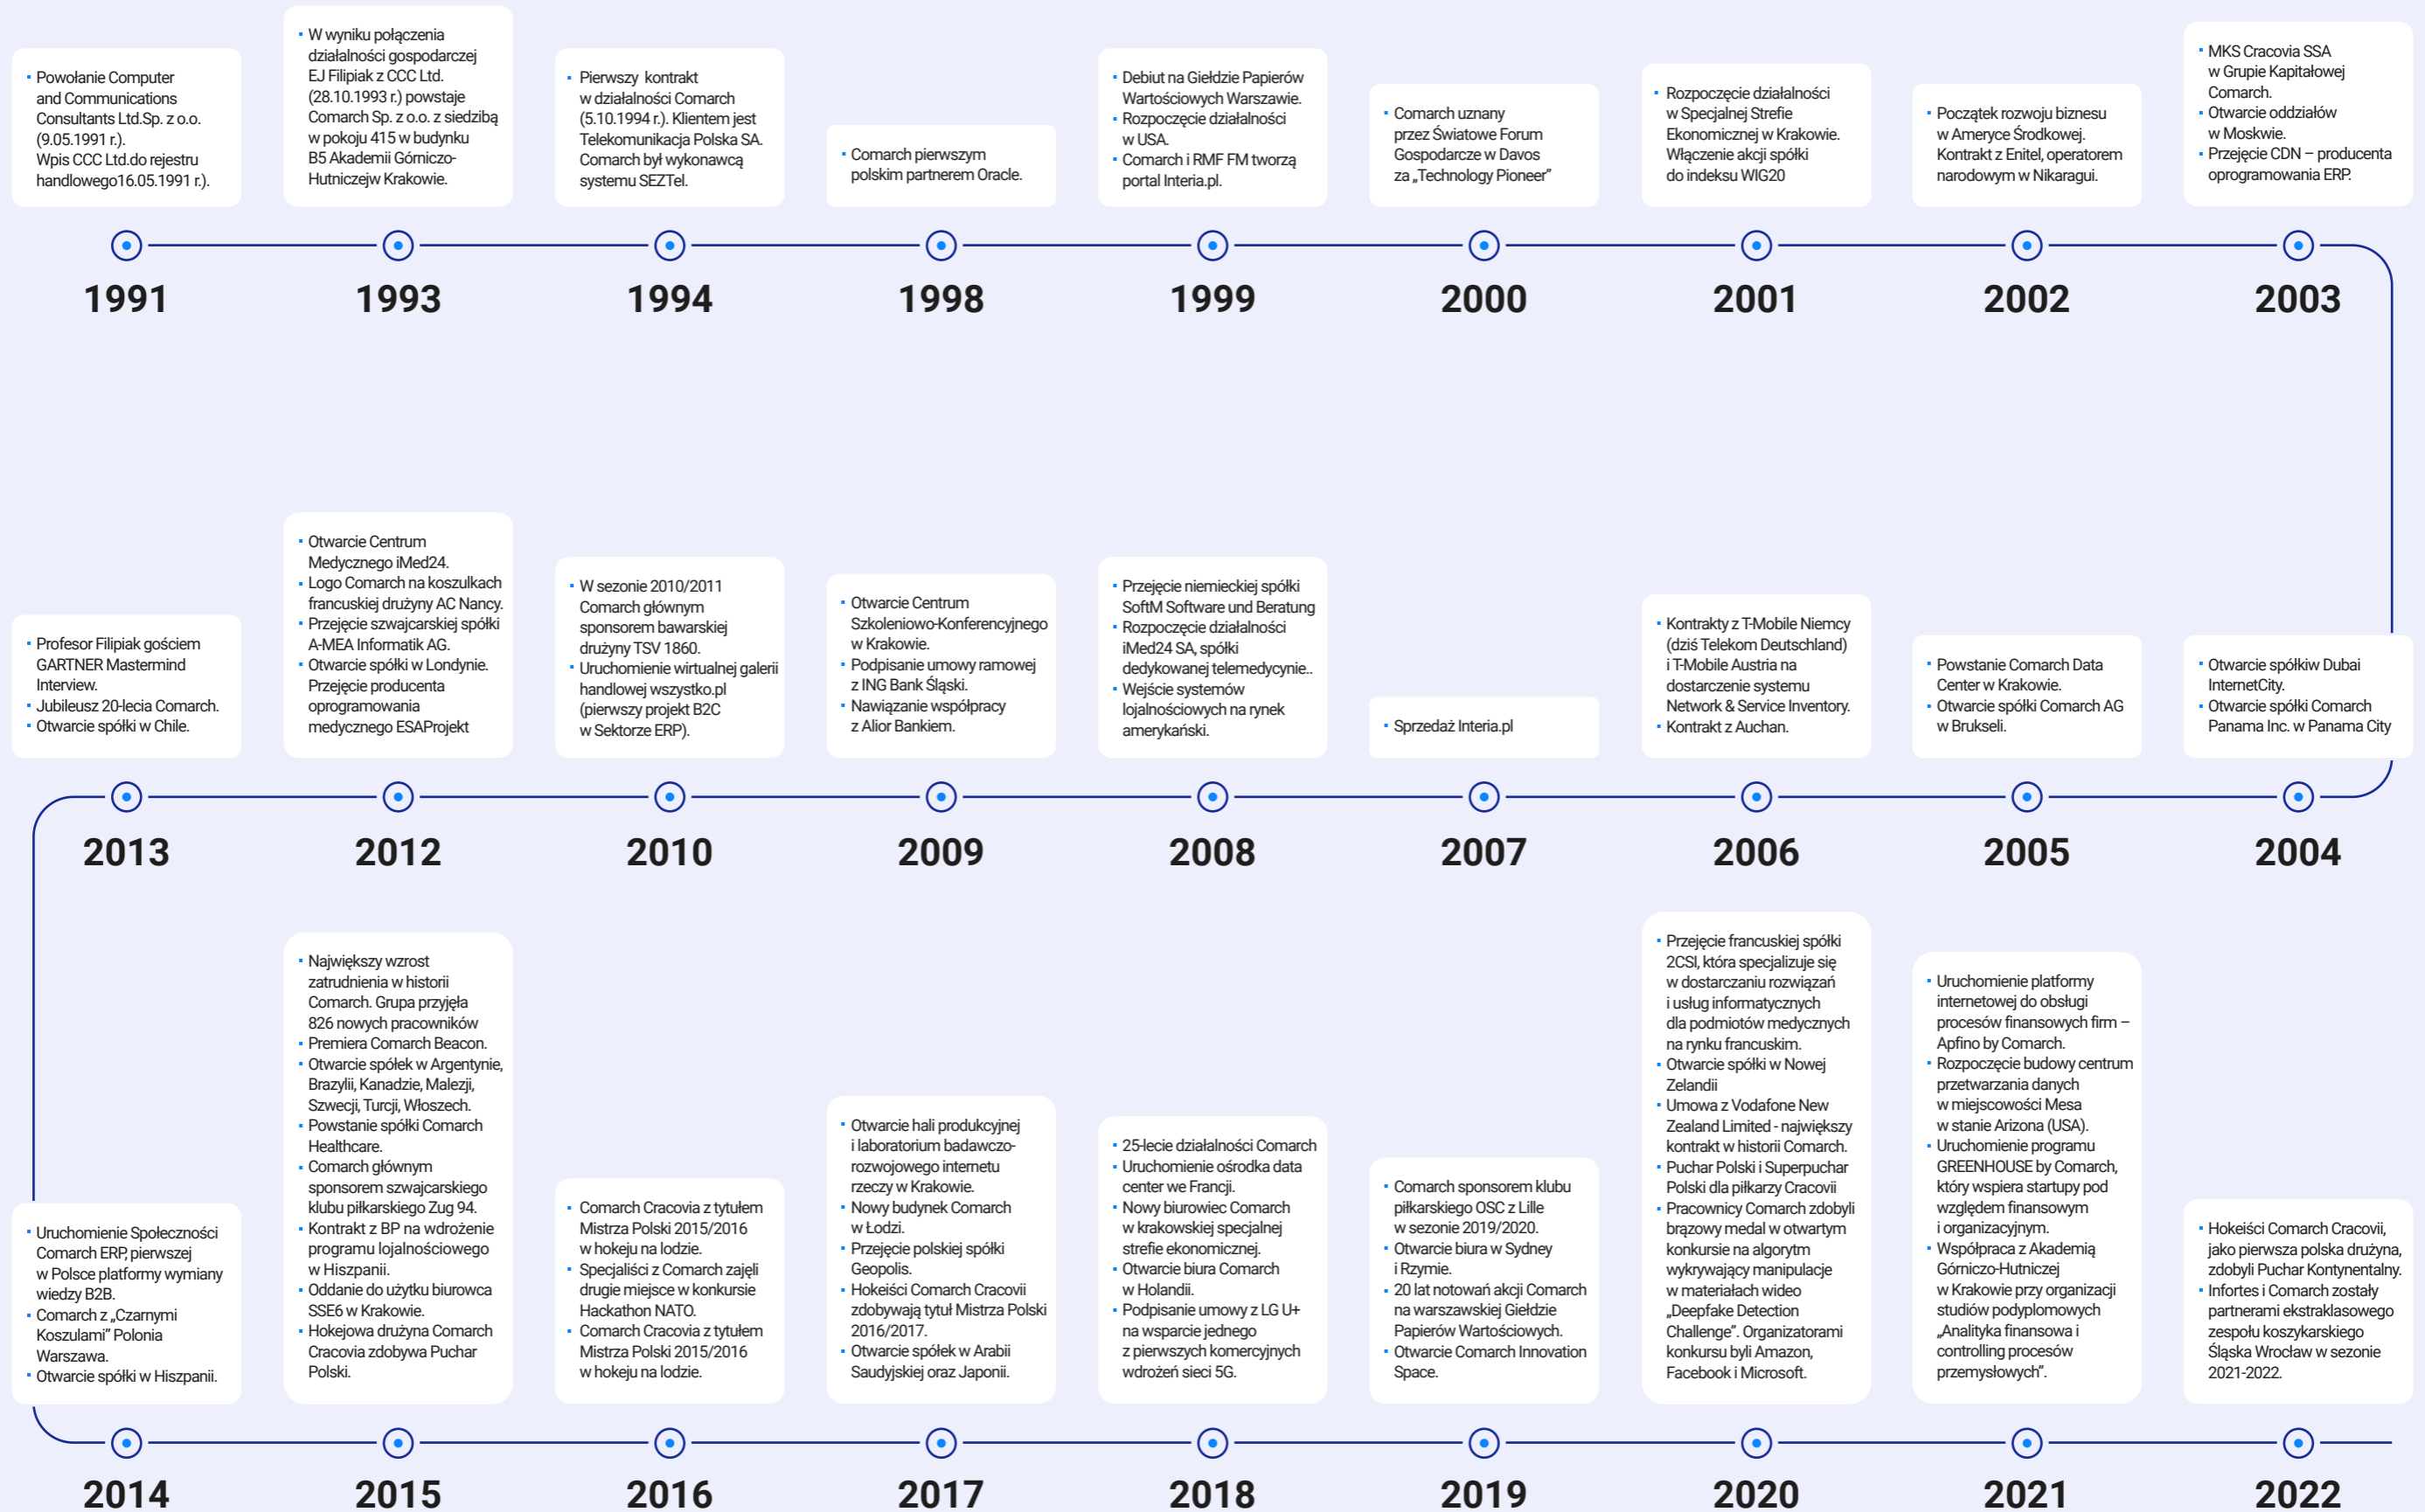 Powołanie Computer
and Communications
Consultants Ltd.Sp. z o.o.
(9.05.1991 r.).
Wpis CCC Ltd.do rejestru
handlowego16.05.1991 r.).
1991
W wyniku połączenia
działalności gospodarczej
EJ Filipiak z CCC Ltd.
(28.10.1993 r.) powstaje
Comarch Sp. z o.o. z siedzibą
w pokoju 415 w budynku
B5 Akademii Górniczo-
Hutniczejw Krakowie.
1993
Pierwszy kontrakt
w działalności Comarch
(5.10.1994 r.). Klientem jest
Telekomunikacja Polska SA.
Comarch był wykonawcą
systemu SEZTel.
1994
Comarch pierwszym
polskim partnerem Oracle.
1998
Debiut na Giełdzie Papierów
Wartościowych Warszawie.
Rozpoczęcie działalności
w USA.
Comarch i RMF FM tworzą
portal Interia.pl.
1999
Comarch uznany
przez Światowe Forum
Gospodarcze w Davos
za „Technology Pioneer”
2000
Rozpoczęcie działalności
w Specjalnej Strefie
Ekonomicznej w Krakowie.
Włączenie akcji spółki
do indeksu WIG20
2001
Początek rozwoju biznesu
w Ameryce Środkowej.
Kontrakt z Enitel, operatorem
narodowym w Nikaragui.
2002
MKS Cracovia SSA
w Grupie Kapitałowej
Comarch.
Otwarcie oddziałów
w Moskwie.
Przejęcie CDN – producenta
oprogramowania ERP.
2003
Otwarcie spółkiw Dubai
InternetCity.
Otwarcie spółki Comarch
Panama Inc. w Panama City
2004
Powstanie Comarch Data
Center w Krakowie.
Otwarcie spółki Comarch AG
w Brukseli.
2005
Kontrakty z T-Mobile Niemcy
(dziś Telekom Deutschland)
i T-Mobile Austria na
dostarczenie systemu
Network & Service Inventory.
Kontrakt z Auchan.
2006
Sprzedaż Interia.pl
2007
Przejęcie niemieckiej spółki
SoftM Software und Beratung
Rozpoczęcie działalności
iMed24 SA, spółki
dedykowanej telemedycynie..
Wejście systemów
lojalnościowych na rynek
amerykański.
2008
Otwarcie Centrum
Szkoleniowo-Konferencyjnego
w Krakowie.
Podpisanie umowy ramowej
z ING Bank Śląski.
Nawiązanie współpracy
z Alior Bankiem.
2009
W sezonie 2010/2011
Comarch głównym
sponsorem bawarskiej
drużyny TSV 1860.
Uruchomienie wirtualnej galerii
handlowej wszystko.pl
(pierwszy projekt B2C
w Sektorze ERP).
2010
Otwarcie Centrum
Medycznego iMed24.
Logo Comarch na koszulkach
francuskiej drużyny AC Nancy.
Przejęcie szwajcarskiej spółki
A-MEA Informatik AG.
Otwarcie spółki w Londynie.
Przejęcie producenta
oprogramowania
medycznego ESAProjekt
2012
Profesor Filipiak gościem
GARTNER Mastermind
Interview.
Jubileusz 20-lecia Comarch.
Otwarcie spółki w Chile.
2013
Uruchomienie Społeczności
Comarch ERP, pierwszej
w Polsce platformy wymiany
wiedzy B2B.
Comarch z „Czarnymi
Koszulami” Polonia
Warszawa.
Otwarcie spółki w Hiszpanii.
2014
Największy wzrost
zatrudnienia w historii
Comarch. Grupa przyjęła
826 nowych pracowników
Premiera Comarch Beacon.
Otwarcie spółek w Argentynie,
Brazylii, Kanadzie, Malezji,
Szwecji, Turcji, Włoszech.
Powstanie spółki Comarch
Healthcare.
Comarch głównym
sponsorem szwajcarskiego
klubu piłkarskiego Zug 94.
Kontrakt z BP na wdrożenie
programu lojalnościowego
w Hiszpanii.
Oddanie do użytku biurowca
SSE6 w Krakowie.
Hokejowa drużyna Comarch
Cracovia zdobywa Puchar
Polski.
2015
Comarch Cracovia z tytułem
Mistrza Polski 2015/2016
w hokeju na lodzie.
Specjaliści z Comarch zajęli
drugie miejsce w konkursie
Hackathon NATO.
Comarch Cracovia z tytułem
Mistrza Polski 2015/2016
w hokeju na lodzie.
2016
Otwarcie hali produkcyjnej
i laboratorium badawczo-
rozwojowego internetu
rzeczy w Krakowie.
Nowy budynek Comarch
w Łodzi.
Przejęcie polskiej spółki
Geopolis.
Hokeiści Comarch Cracovii
zdobywają tytuł Mistrza Polski
2016/2017.
Otwarcie spółek w Arabii
Saudyjskiej oraz Japonii.
2017
25-lecie działalności Comarch
Uruchomienie ośrodka data
center we Francji.
Nowy biurowiec Comarch
w krakowskiej specjalnej
strefie ekonomicznej.
Otwarcie biura Comarch
w Holandii.
Podpisanie umowy z LG U+
na wsparcie jednego
z pierwszych komercyjnych
wdrożeń sieci 5G.
2018
Comarch sponsorem klubu
piłkarskiego OSC z Lille
w sezonie 2019/2020.
Otwarcie biura w Sydney
i Rzymie.
20 lat notowań akcji Comarch
na warszawskiej Giełdzie
Papierów Wartościowych.
Otwarcie Comarch Innovation
Space.
2019
Przejęcie francuskiej spółki
2CSI, która specjalizuje się
w dostarczaniu rozwiązań
i usług informatycznych
dla podmiotów medycznych
na rynku francuskim.
Otwarcie spółki w Nowej
Zelandii
Umowa z Vodafone New
Zealand Limited - największy
kontrakt w historii Comarch.
Puchar Polski i Superpuchar
Polski dla piłkarzy Cracovii
Pracownicy Comarch zdobyli
brązowy medal w otwartym
konkursie na algorytm
wykrywający manipulacje
w materiałach wideo
„Deepfake Detection
Challenge”. Organizatorami
konkursu byli Amazon,
Facebook i Microsoft.
2020
Uruchomienie platformy
internetowej do obsługi
procesów finansowych firm –
Apfino by Comarch.
Rozpoczęcie budowy centrum
przetwarzania danych
w miejscowości Mesa
w stanie Arizona (USA).
Uruchomienie programu
GREENHOUSE by Comarch,
który wspiera startupy pod
względem finansowym
i organizacyjnym.
Współpraca z Akademią
Górniczo-Hutniczej
w Krakowie przy organizacji
studiów podyplomowych
„Analityka finansowa i
controlling procesów
przemysłowych”.
2021
Hokeiści Comarch Cracovii,
jako pierwsza polska drużyna,
zdobyli Puchar Kontynentalny.
Infortes i Comarch zostały
partnerami ekstraklasowego
zespołu koszykarskiego
Śląska Wrocław w sezonie
2021-2022.
2022